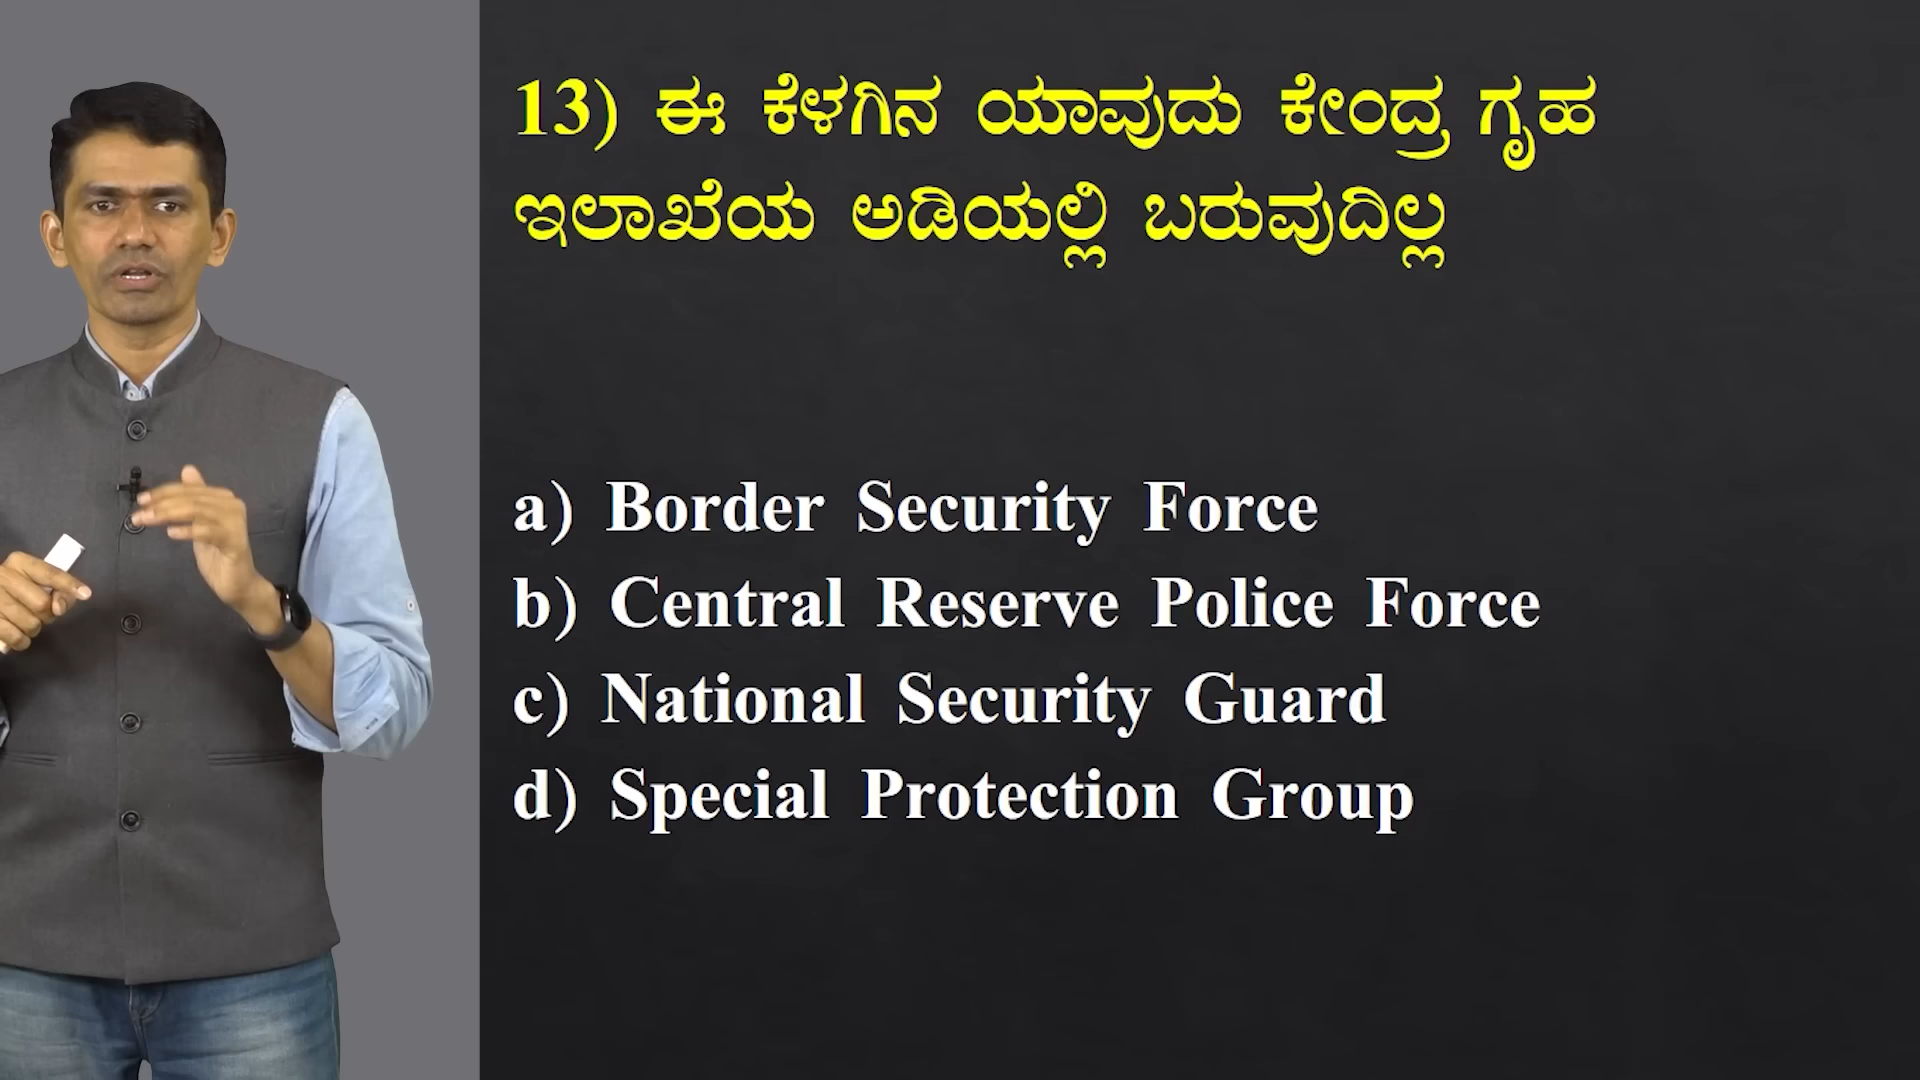 13) ಈ ಕೆಳಗಿನ ಯಾವುದು ಕೇಂದ್ರ ಗೃಹ
ಇಲಾಖೆಯ ಅಡಿಯಲ್ಲಿ ಬರುವುದಿಲ್ಲ
a) Border Security Force
b) Central Reserve Police Force
c) National Security Guard
d) Special Protection Group